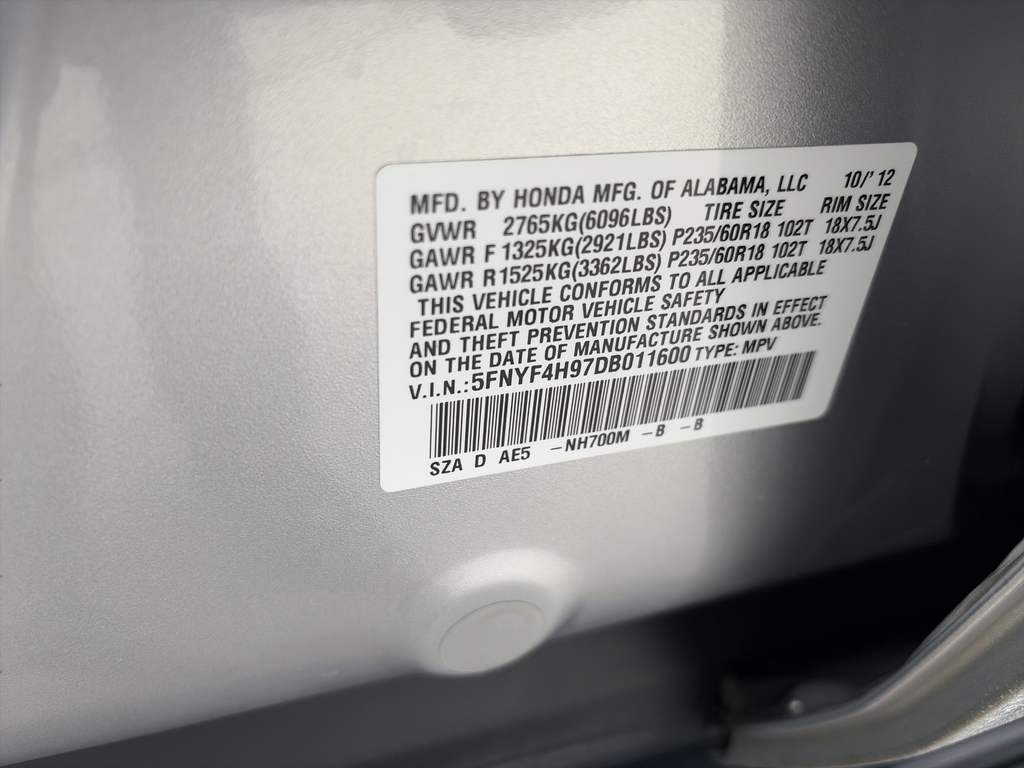 MFD. BY HONDA MFG. OF ALABAMA, LLC 10/'12
GVWR 2765KG(6096LBS) TIRE SIZE RIM SIZE
GAWR F 1325KG(2921LBS) P235/60R18 102T 18X7.5J
GAWR R 1525KG(3362LBS) P235/60R18 102T 18X7.5J
THIS VEHICLE CONFORMS TO ALL APPLICABLE
FEDERAL MOTOR VEHICLE SAFETY
AND THEFT PREVENTION STANDARDS IN EFFECT
ON THE DATE OF MANUFACTURE SHOWN ABOVE.
V.I.N.: 5FNYF4H97DB011600 TYPE: MPV
SZA D AE5 –NH700M –B –B